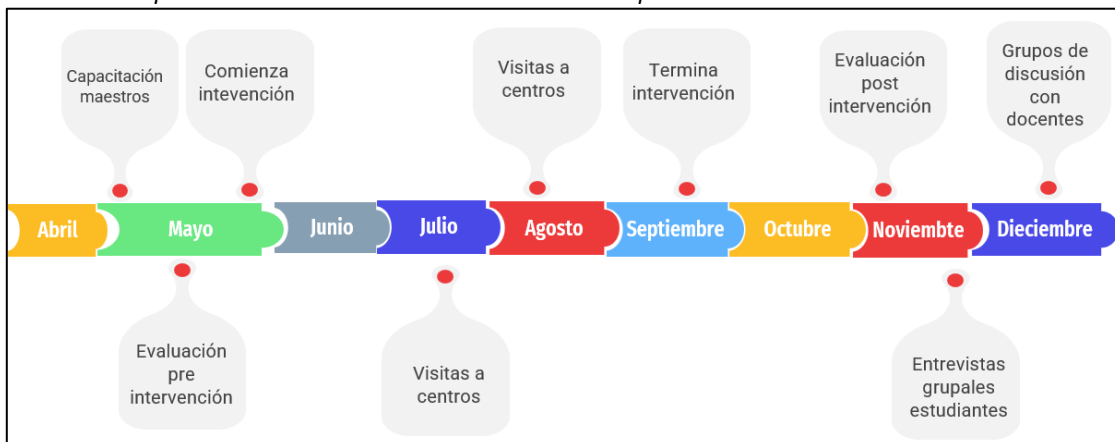 Capacitación
maestros
Comienza
intevención
Visitas a
centros
Termina
intervención
Evaluación
post
intervención
Grupos de
discusión
con
docentes
Abril
Mayo
Junio
Julio
Agosto
Septiembre
Octubre
Noviembte
Dieciembre
Evaluación
pre
intervención
Visitas a
centros
Entrevistas
grupales
estudiantes